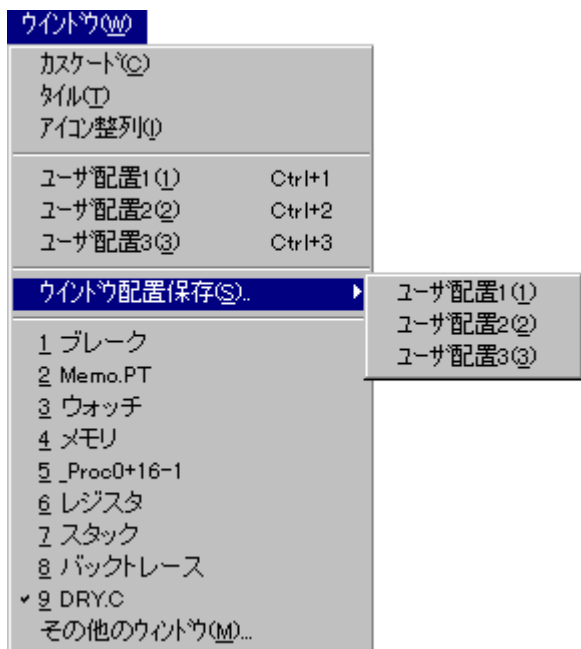 ｳｲﾝﾄﾞｳ(W)
ｶｽｹｰﾄﾞ(C)
ﾀｲﾙ(T)
ｱｲｺﾝ整列(I)
ﾕｰｻﾞ配置1(1) Ctrl+1
ﾕｰｻﾞ配置2(2) Ctrl+2
ﾕｰｻﾞ配置3(3) Ctrl+3
ｳｲﾝﾄﾞｳ配置保存(S)..
ﾕｰｻﾞ配置1(1)
ﾕｰｻﾞ配置2(2)
ﾕｰｻﾞ配置3(3)
1 ブレーク
2 Memo.PT
3 ウォッチ
4 メモリ
5 _Proc0+16-1
6 レジスタ
7 スタック
8 バックトレース
9 DRY.C
その他のｳｨﾝﾄﾞｳ(M)...